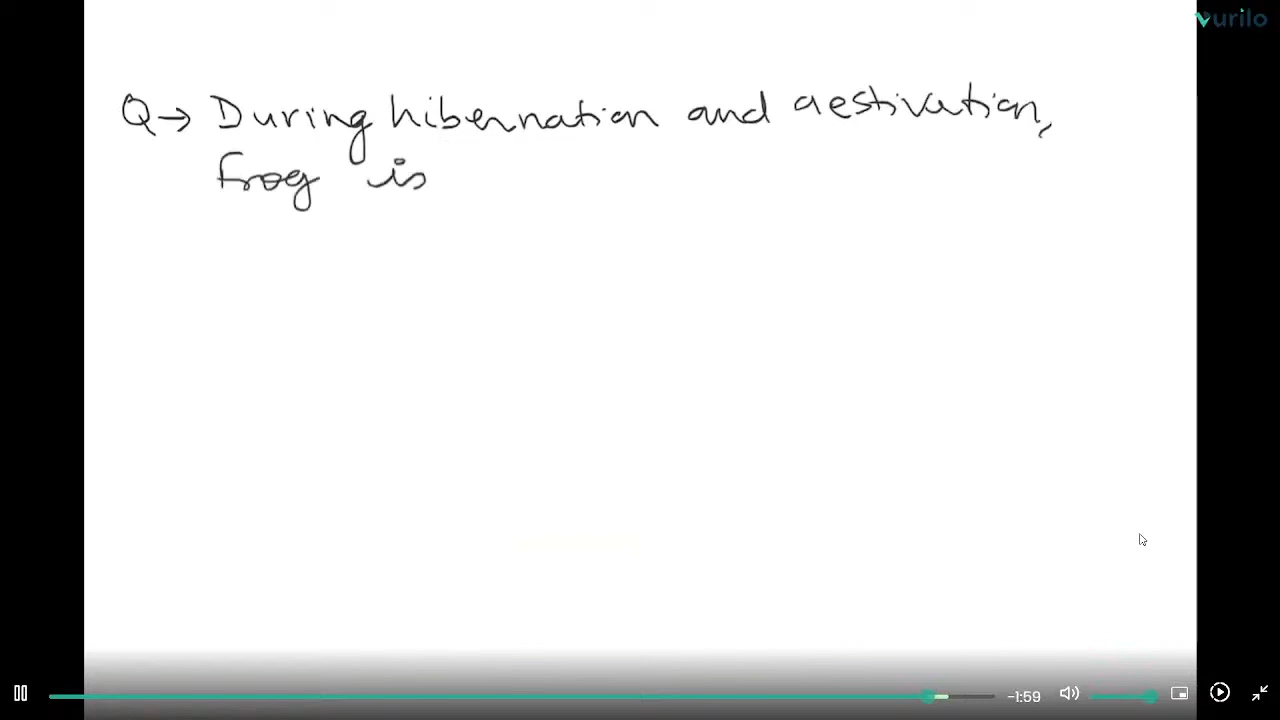 vurilo
Q→ During hibernation and aestivation,
frog is
-1:59